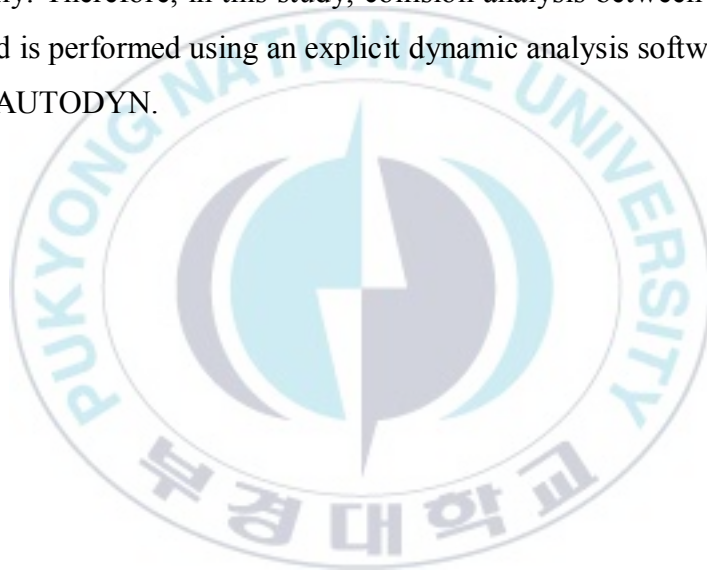 Therefore, in this study, collision analysis between
is performed using an explicit dynamic analysis
AUTODYN.
PUKYONG NATIONAL UNIVERSITY
부경대학교